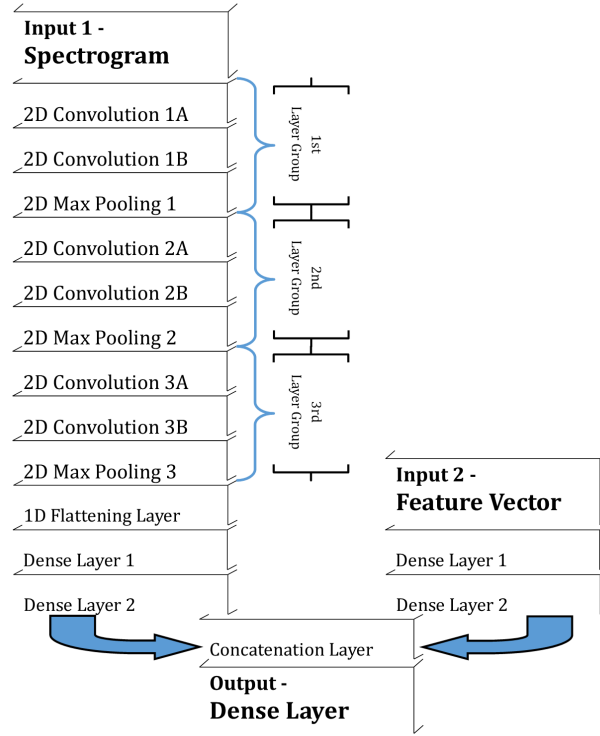 Input 1 -
Spectrogram
2D Convolution 1A
2D Convolution 1B
2D Max Pooling 1
1st
Layer Group
2D Convolution 2A
2D Convolution 2B
2D Max Pooling 2
2nd
Layer Group
2D Convolution 3A
2D Convolution 3B
2D Max Pooling 3
3rd
Layer Group
1D Flattening Layer
Dense Layer 1
Dense Layer 2
Input 2 -
Feature Vector
Dense Layer 1
Dense Layer 2
Concatenation Layer
Output -
Dense Layer